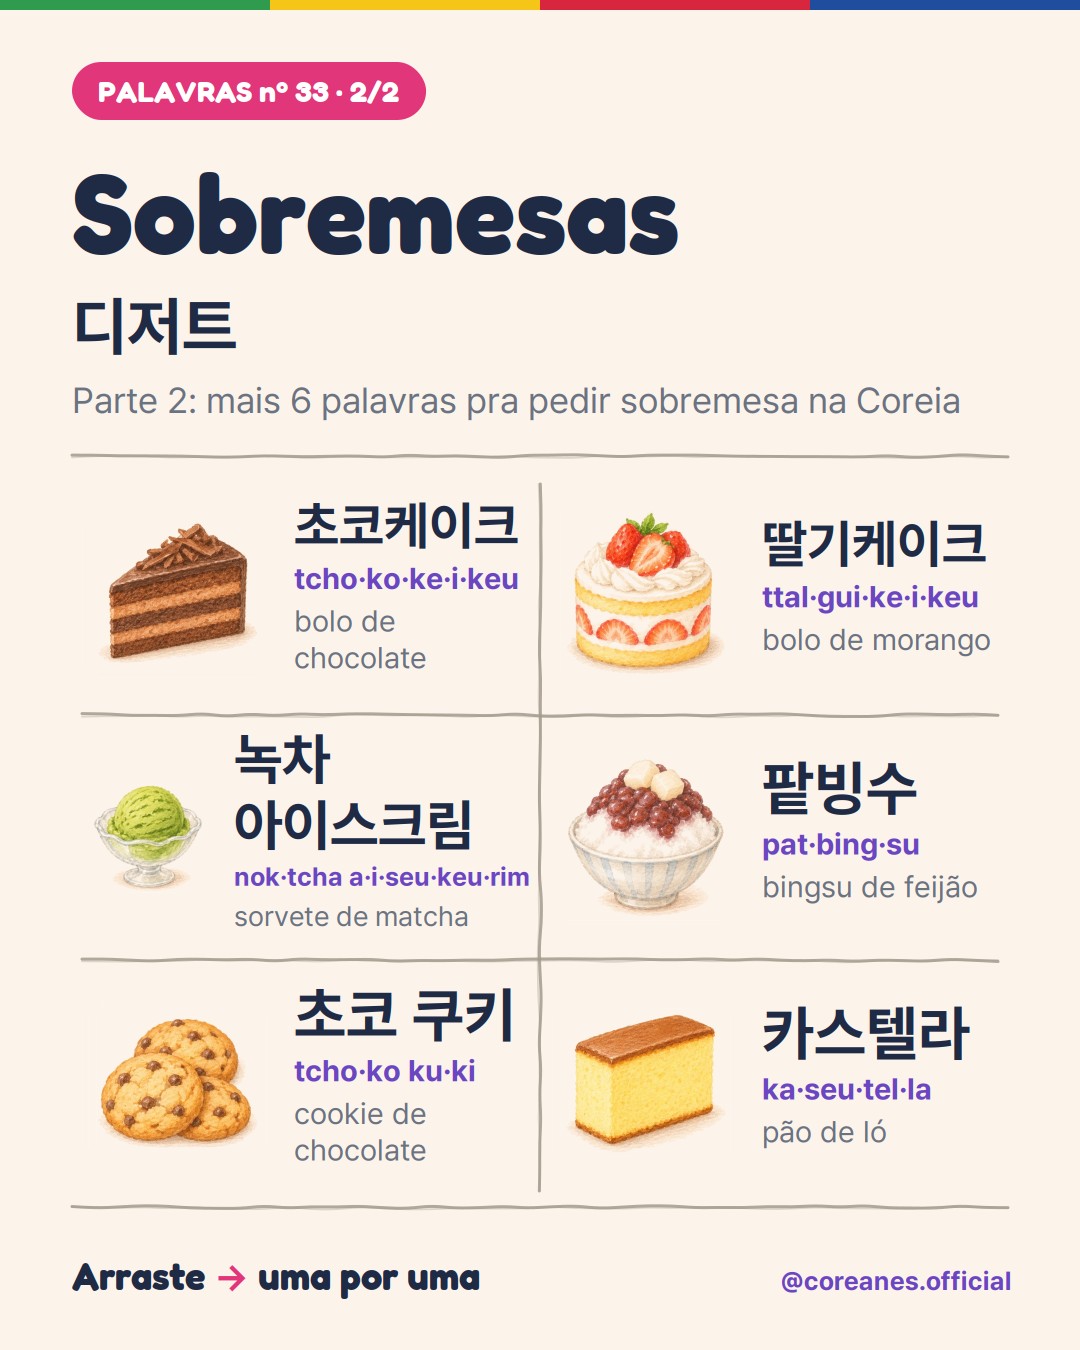 PALAVRAS nº 33 · 2/2
Sobremesas
디저트
Parte 2: mais 6 palavras pra pedir sobremesa na Coreia
초코케이크
tcho·ko·ke·i·keu
bolo de
chocolate
딸기케이크
ttal·gui·ke·i·keu
bolo de morango
녹차
아이스크림
nok·tcha a·i·seu·keu·rim
sorvete de matcha
팥빙수
pat·bing·su
bingsu de feijão
초코 쿠키
tcho·ko ku·ki
cookie de
chocolate
카스텔라
ka·seu·tel·la
pão de ló
Arraste → uma por uma
@coreanes.official